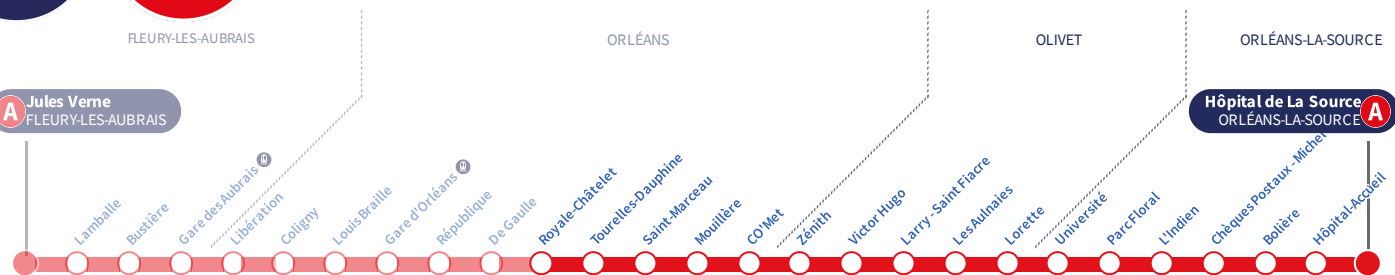 FLEURY-LES-AUBRAIS
ORLÉANS
OLIVET
ORLÉANS-LA-SOURCE
A
Jules Verne
FLEURY-LES-AUBRAIS
Hôpital de La Source
ORLÉANS-LA-SOURCE
A
Lamballe
Bustière
Gare des Aubrais
Libération
Coligny
Louis Braille
Gare d'Orléans
République
De Gaulle
Royale-Châtelet
Tourelles-Dauphine
Saint-Marceau
Mouillère
CO'Met
Zénith
Victor Hugo
Larry - Saint Fiacre
Les Aulnaies
Lorette
Université
Parc Floral
L'Indien
Chèques Postaux - Michel
Bolière
Hôpital-Accueil